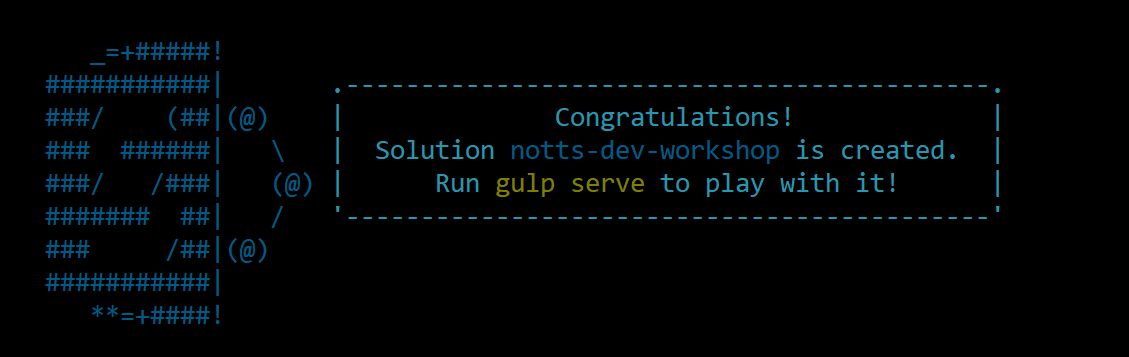 _=+#####!
###########|       .-------------------------------------------.
###/    (##|(@)    |              Congratulations!             |
###  ######|   \   |  Solution notts-dev-workshop is created.  |
###/   /###|   (@) |      Run gulp serve to play with it!      |
#######  ##|   /   '-------------------------------------------'
###     /##|(@)
###########|
   **=+####!